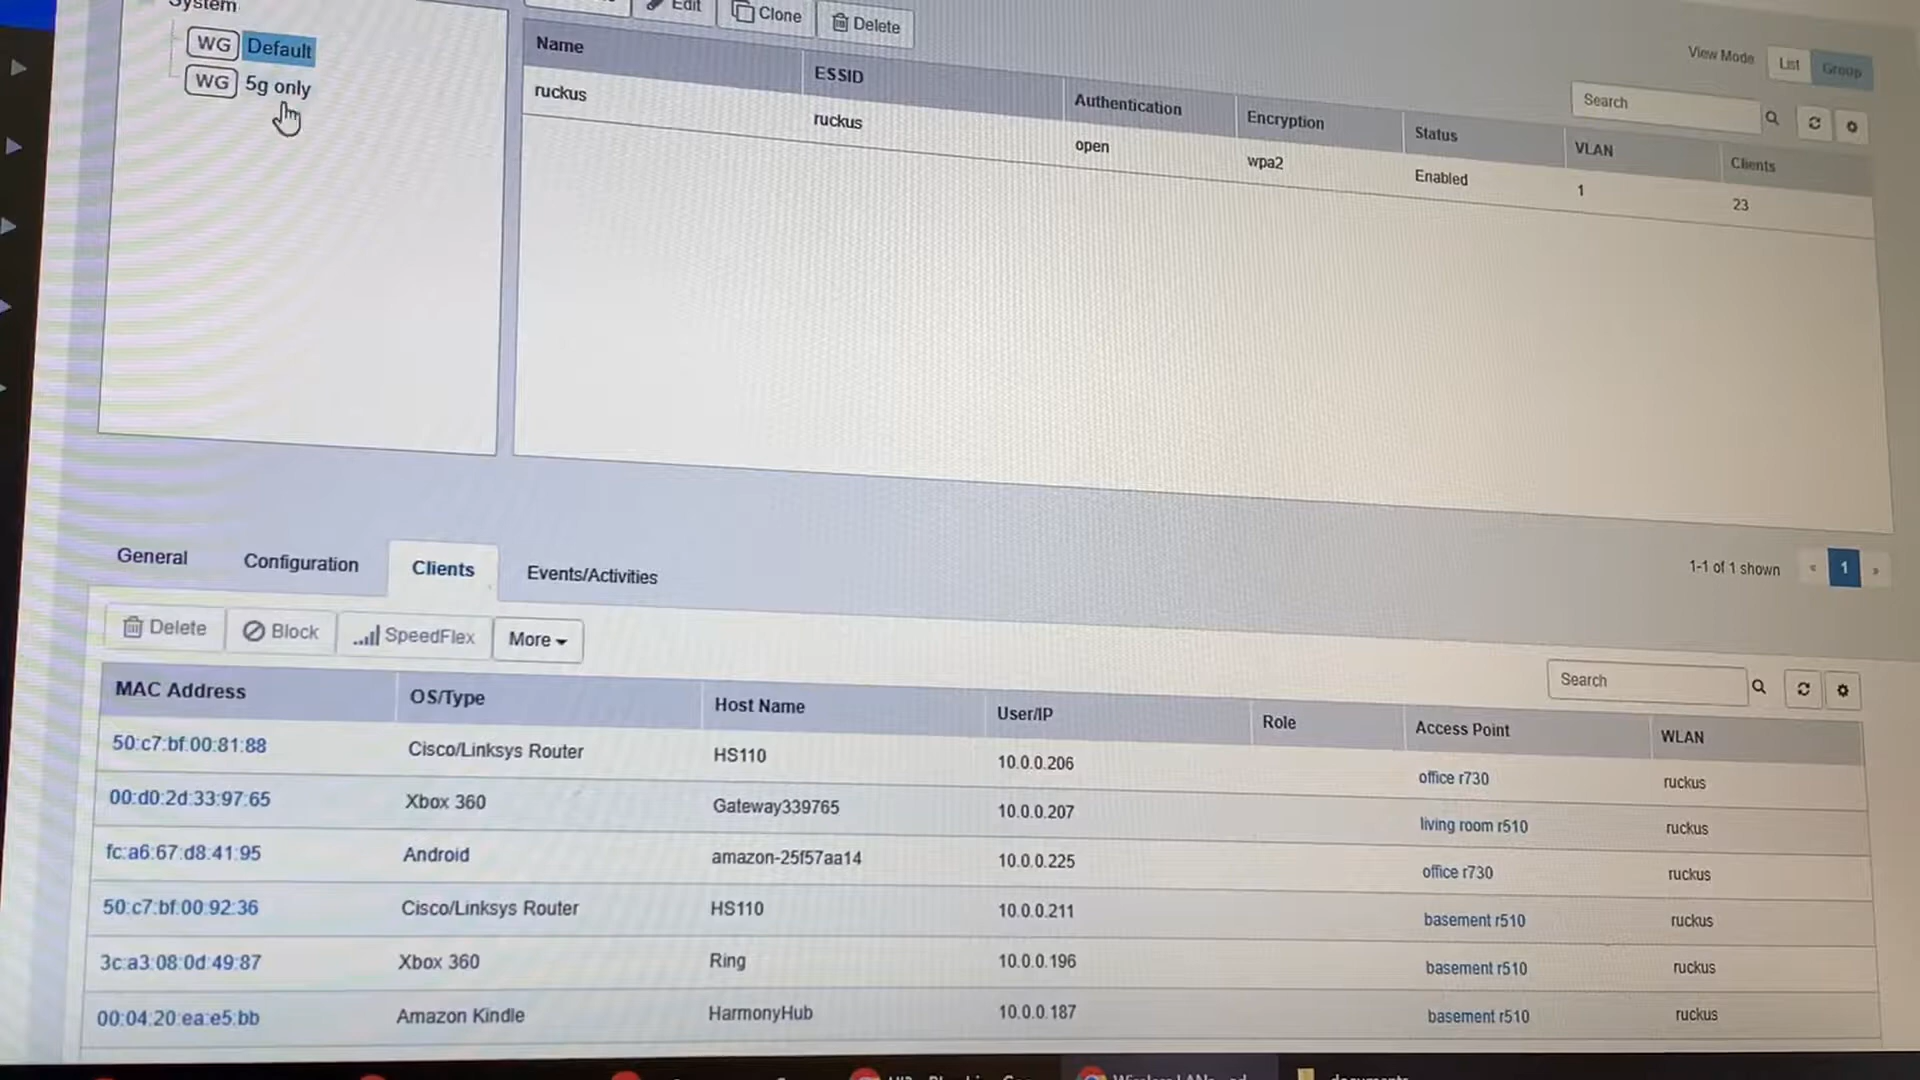 System
WG Default
WG 5g only
Edit
Clone
Delete
View Mode List Group
Search
Name ESSID Authentication Encryption Status VLAN Clients
ruckus ruckus open wpa2 Enabled 1 23
1-1 of 1 shown « 1 »
General Configuration Clients Events/Activities
Delete Block SpeedFlex More
Search
MAC Address OS/Type Host Name User/IP Role Access Point WLAN
50:c7:bf:00:81:88 Cisco/Linksys Router HS110 10.0.0.206 office r730 ruckus
00:d0:2d:33:97:65 Xbox 360 Gateway339765 10.0.0.207 living room r510 ruckus
fc:a6:67:d8:41:95 Android amazon-25f57aa14 10.0.0.225 office r730 ruckus
50:c7:bf:00:92:36 Cisco/Linksys Router HS110 10.0.0.211 basement r510 ruckus
3c:a3:08:0d:49:87 Xbox 360 Ring 10.0.0.196 basement r510 ruckus
00:04:20:ea:e5:bb Amazon Kindle HarmonyHub 10.0.0.187 basement r510 ruckus